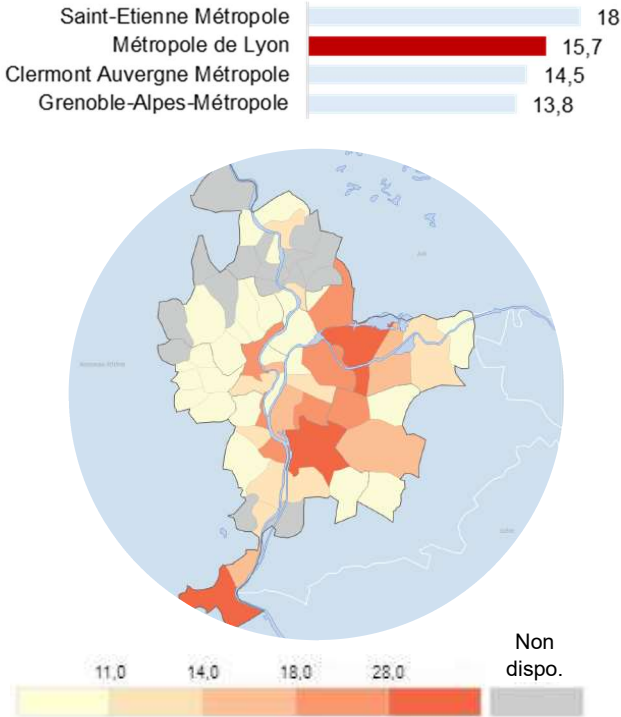 Saint-Etienne Métropole 18
Métropole de Lyon 15,7
Clermont Auvergne Métropole 14,5
Grenoble-Alpes-Métropole 13,8
Non
dispo.
11,0 14,0 18,0 28,0